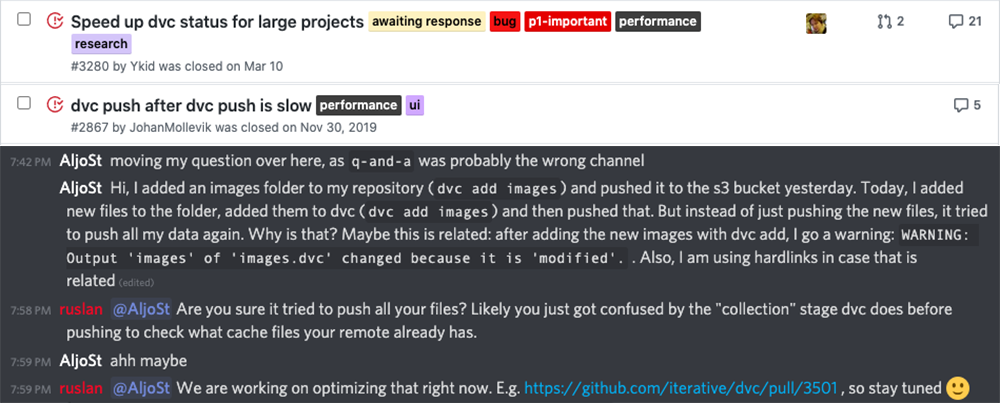 Speed up dvc status for large projects awaiting response bug p1-important performance 2 21
research
#3280 by Ykid was closed on Mar 10
dvc push after dvc push is slow performance ui 5
#2867 by JohanMollevik was closed on Nov 30, 2019
7:42 PM AljoSt moving my question over here, as q-and-a was probably the wrong channel
AljoSt Hi, I added an images folder to my repository (dvc add images) and pushed it to the s3 bucket yesterday. Today, I added
new files to the folder, added them to dvc (dvc add images) and then pushed that. But instead of just pushing the new files, it tried
to push all my data again. Why is that? Maybe this is related: after adding the new images with dvc add, I go a warning: WARNING:
Output 'images' of 'images.dvc' changed because it is 'modified'. . Also, I am using hardlinks in case that is
related (edited)
7:58 PM ruslan @AljoSt Are you sure it tried to push all your files? Likely you just got confused by the "collection" stage dvc does before
pushing to check what cache files your remote already has.
7:59 PM AljoSt ahh maybe
7:59 PM ruslan @AljoSt We are working on optimizing that right now. E.g. https://github.com/iterative/dvc/pull/3501 , so stay tuned 🙂